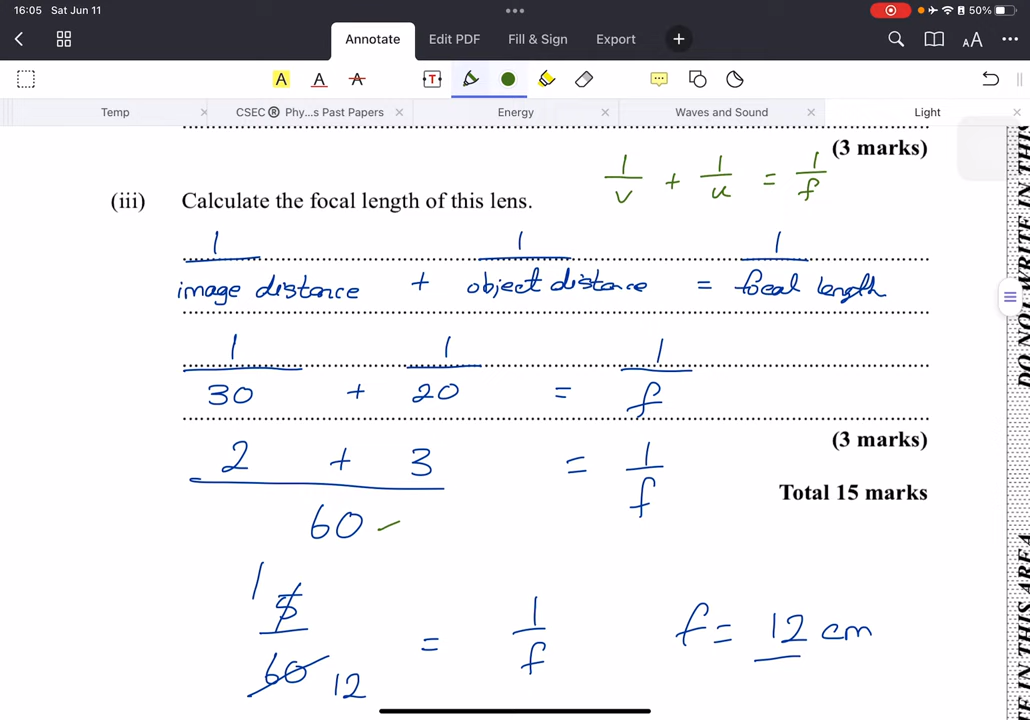 16:05 Sat Jun 11
50%
Annotate Edit PDF Fill & Sign Export
Temp CSEC® Phy...s Past Papers Energy Waves and Sound Light
(3 marks)
1/v + 1/u = 1/f
(iii) Calculate the focal length of this lens.
1/image distance + 1/object distance = 1/focal length
1/30 + 1/20 = 1/f
(3 marks)
(2 + 3)/60 = 1/f
Total 15 marks
1 5/60 12 = 1/f f = 12 cm
DO NOT WRITE IN THIS
TE IN THIS AREA